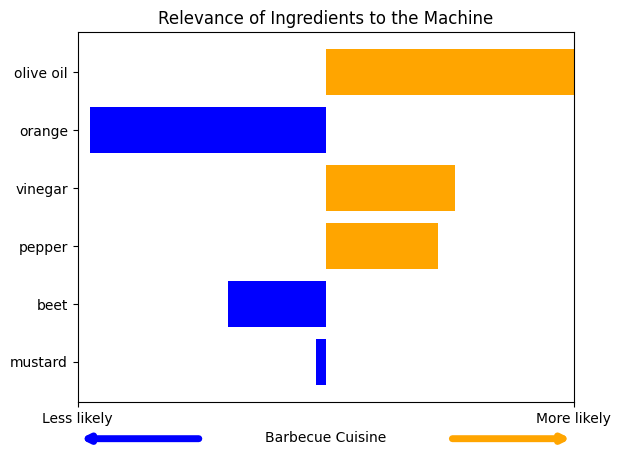 Relevance of Ingredients to the Machine
olive oil
orange
vinegar
pepper
beet
mustard
Less likely
More likely
Barbecue Cuisine